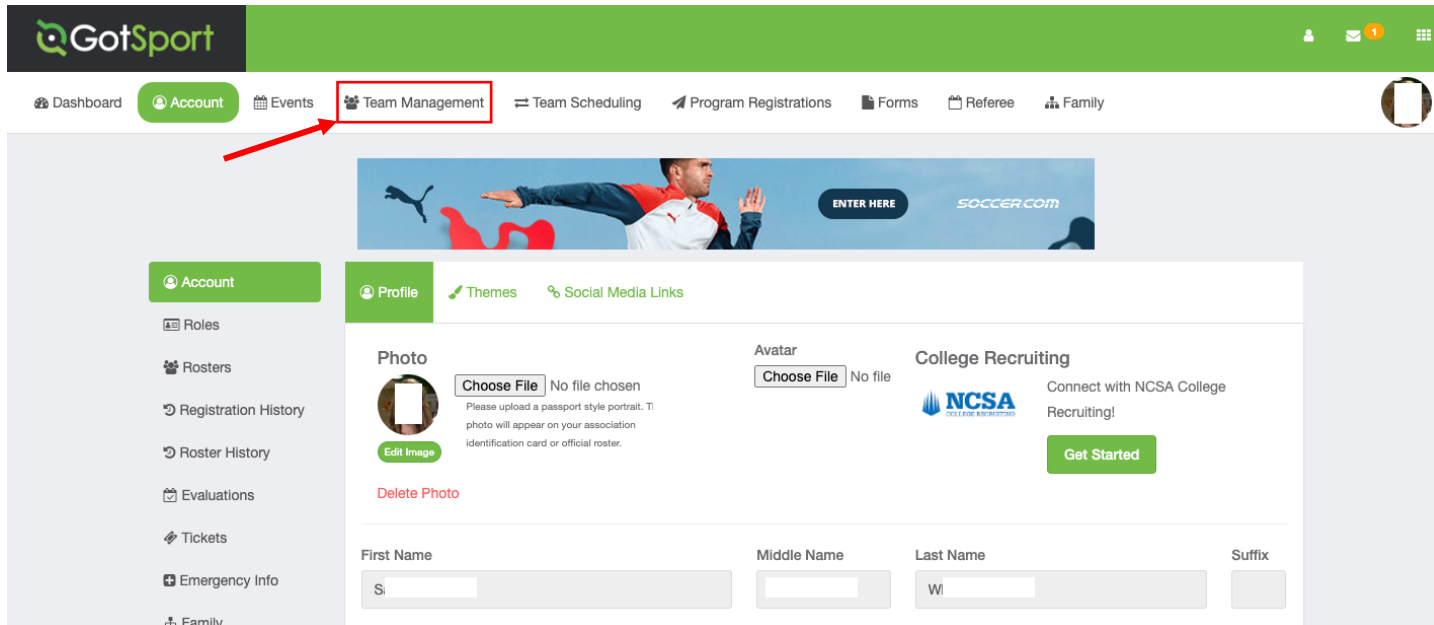 GotSport
1
Dashboard Account Events Team Management Team Scheduling Program Registrations Forms Referee Family
ENTER HERE SOCCER.COM
Account
Roles
Rosters
Registration History
Roster History
Evaluations
Tickets
Emergency Info
Family
Profile Themes Social Media Links
Photo
Choose File No file chosen
Please upload a passport style portrait. T
photo will appear on your association
identification card or official roster.
Edit Image
Delete Photo
Avatar
Choose File No file
College Recruiting
NCSA
COLLEGE RECRUITING
Connect with NCSA College
Recruiting!
Get Started
First Name Middle Name Last Name Suffix
S W